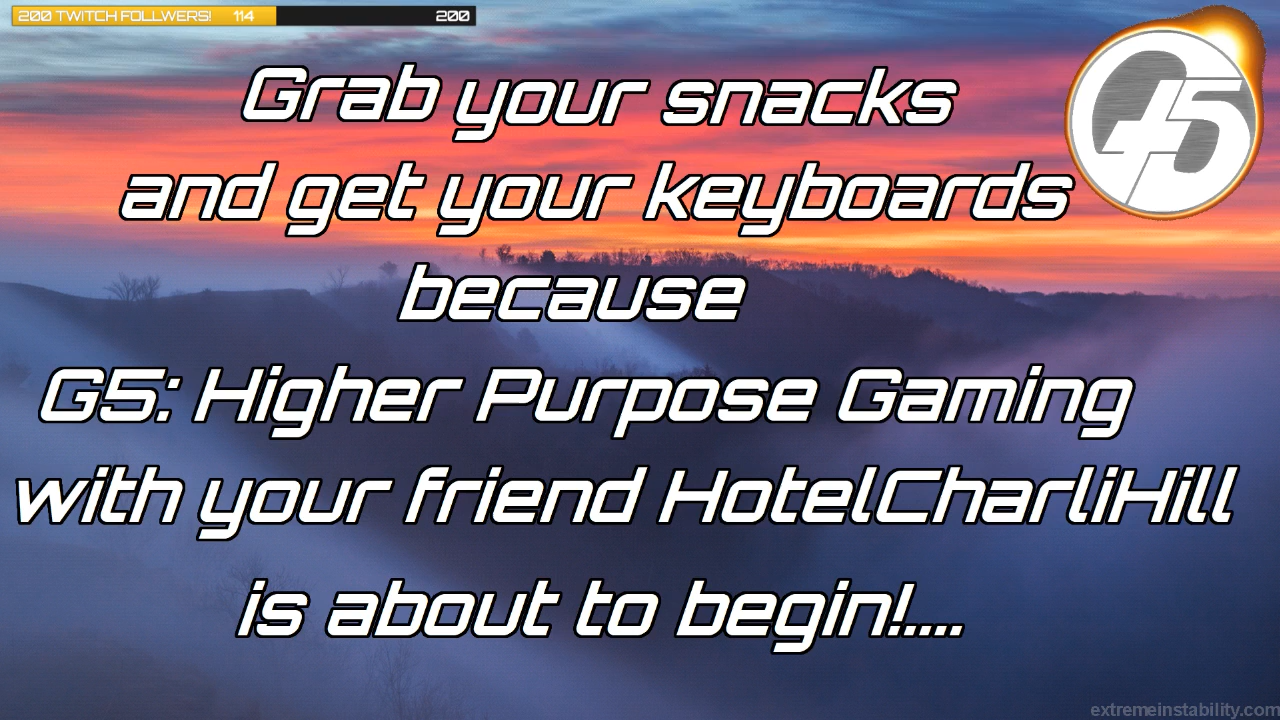 200 TWITCH FOLLWERS! 114 200
G5
Grab your snacks
and get your keyboards
because
G5: Higher Purpose Gaming
with your friend HotelCharliHill
is about to begin!....
extremeinstability.com